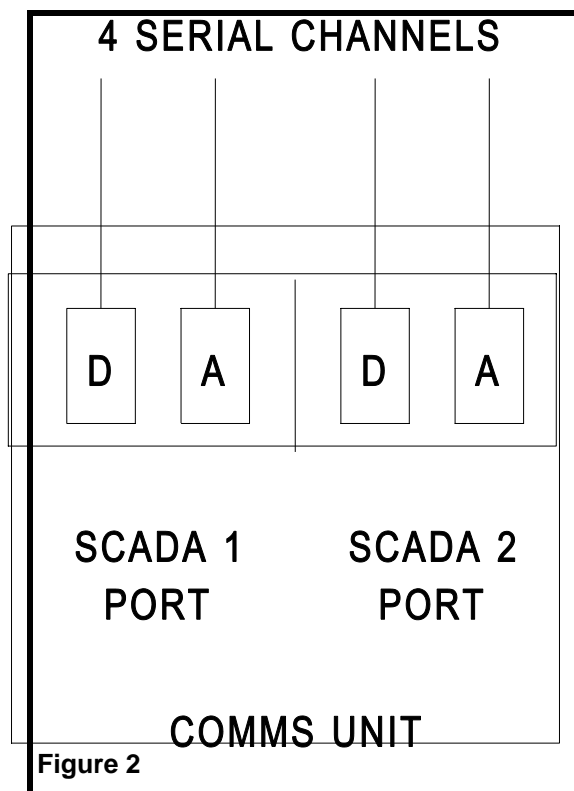 4 SERIAL CHANNELS
D A D A
SCADA 1 PORT
SCADA 2 PORT
COMMS UNIT
Figure 2